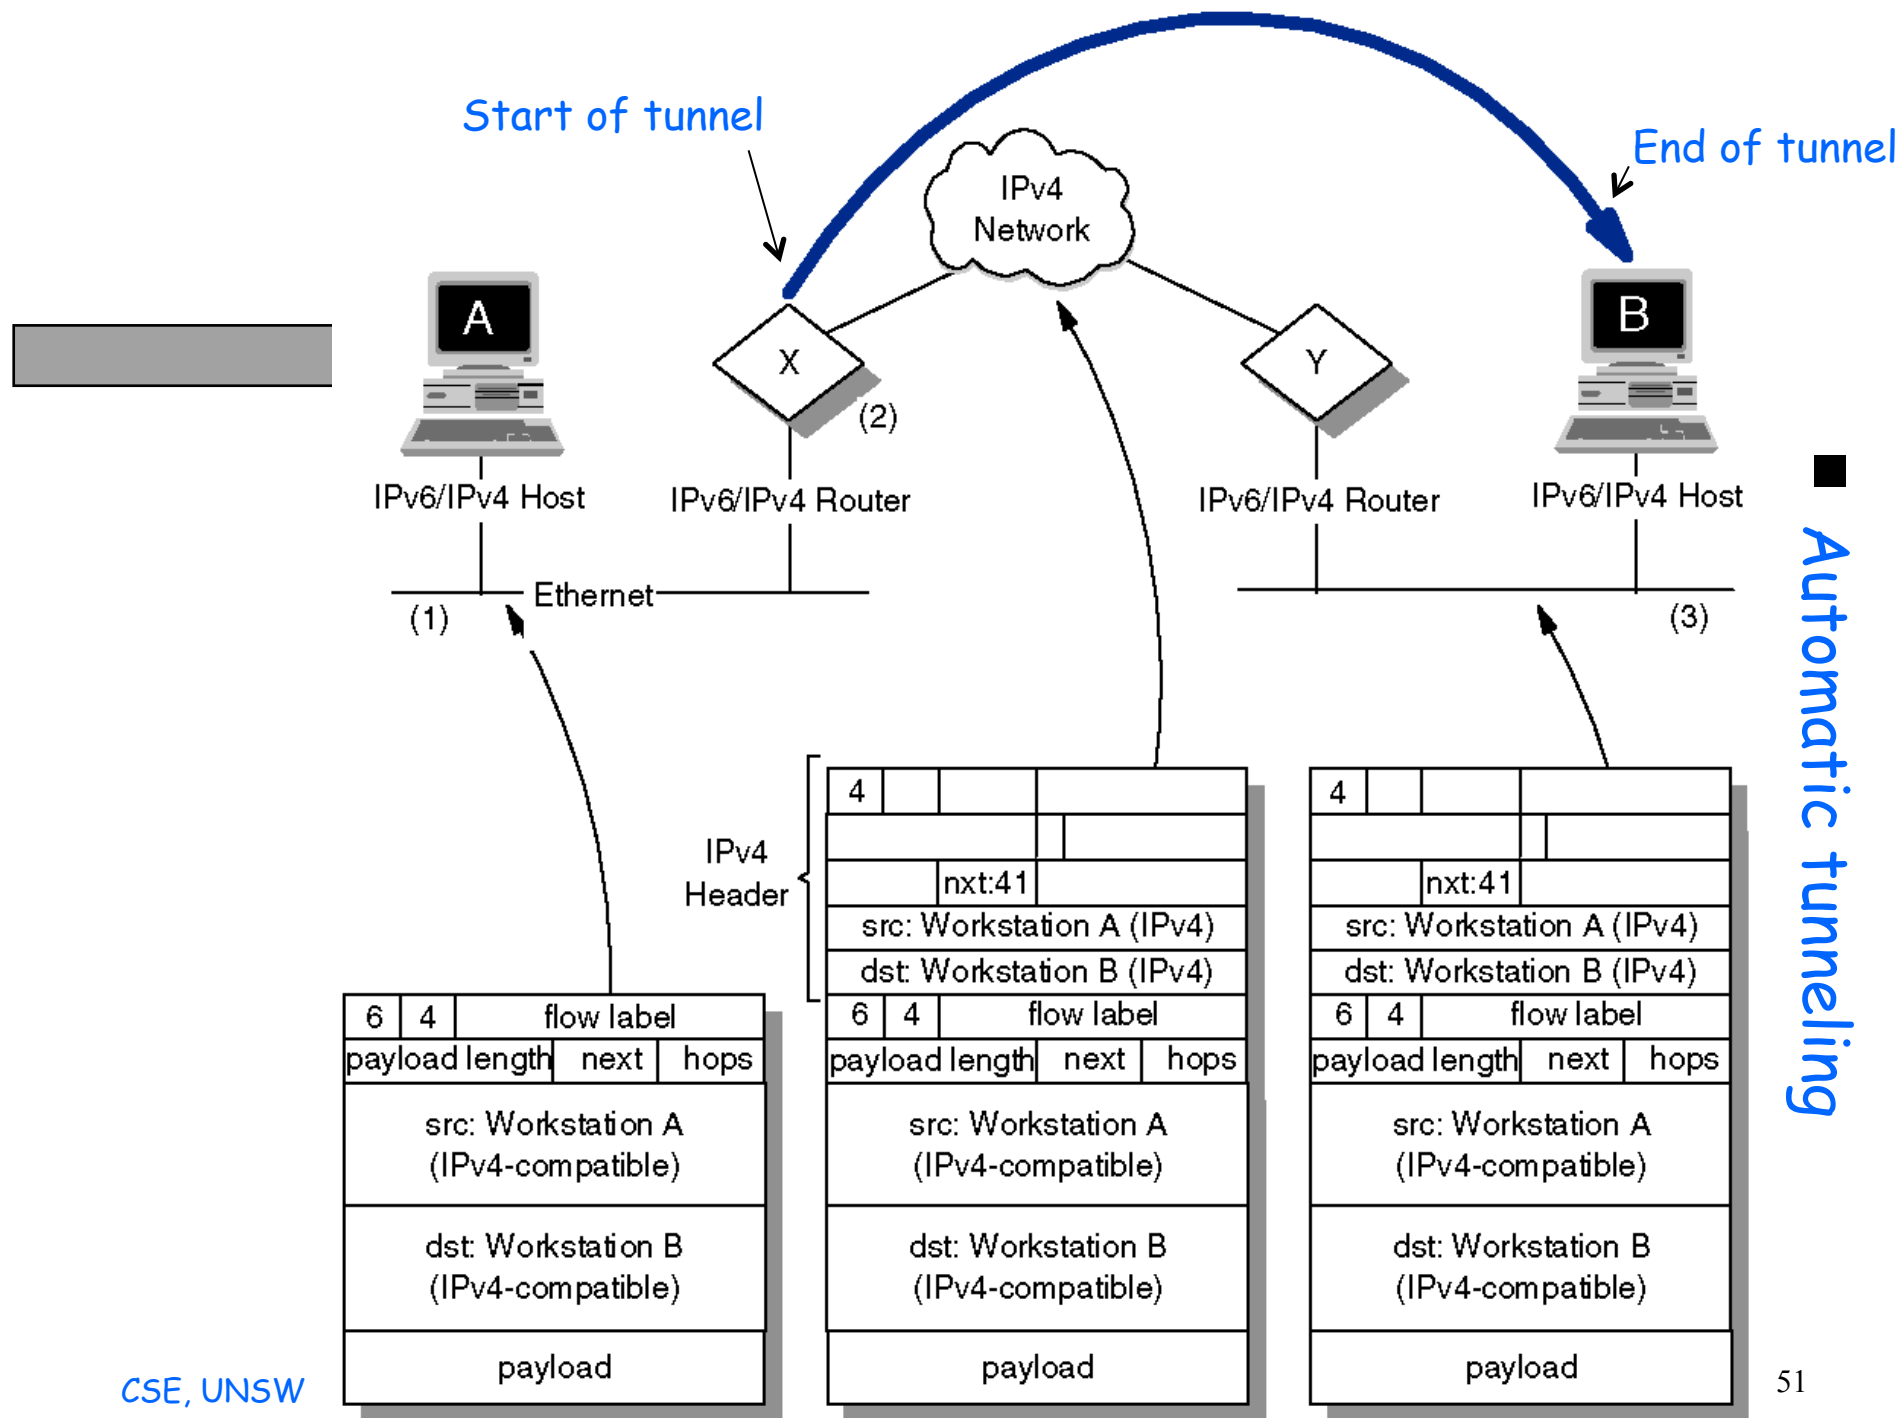 Start of tunnel
End of tunnel
IPv4
Network
A
B
X
Y
(2)
IPv6/IPv4 Host
IPv6/IPv4 Router
IPv6/IPv4 Router
IPv6/IPv4 Host
Ethernet
(1)
(3)
Automatic tunneling
IPv4
Header
6 4 flow label
payload length next hops
src: Workstation A
(IPv4-compatible)
dst: Workstation B
(IPv4-compatible)
payload
4
nxt:41
src: Workstation A (IPv4)
dst: Workstation B (IPv4)
6 4 flow label
payload length next hops
src: Workstation A
(IPv4-compatible)
dst: Workstation B
(IPv4-compatible)
payload
4
nxt:41
src: Workstation A (IPv4)
dst: Workstation B (IPv4)
6 4 flow label
payload length next hops
src: Workstation A
(IPv4-compatible)
dst: Workstation B
(IPv4-compatible)
payload
CSE, UNSW
51